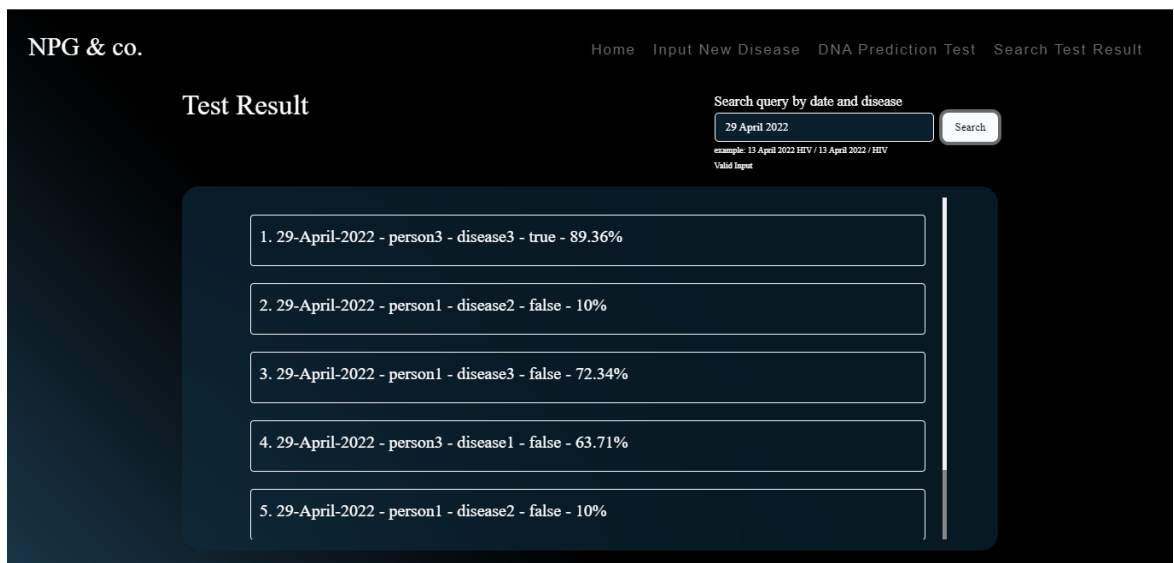 NPG & co.
Home Input New Disease DNA Prediction Test Search Test Result
Test Result
Search query by date and disease
29 April 2022
Search
example: 13 April 2022 HIV / 13 April 2022 / HIV
Valid Input
1. 29-April-2022 - person3 - disease3 - true - 89.36%
2. 29-April-2022 - person1 - disease2 - false - 10%
3. 29-April-2022 - person1 - disease3 - false - 72.34%
4. 29-April-2022 - person3 - disease1 - false - 63.71%
5. 29-April-2022 - person1 - disease2 - false - 10%